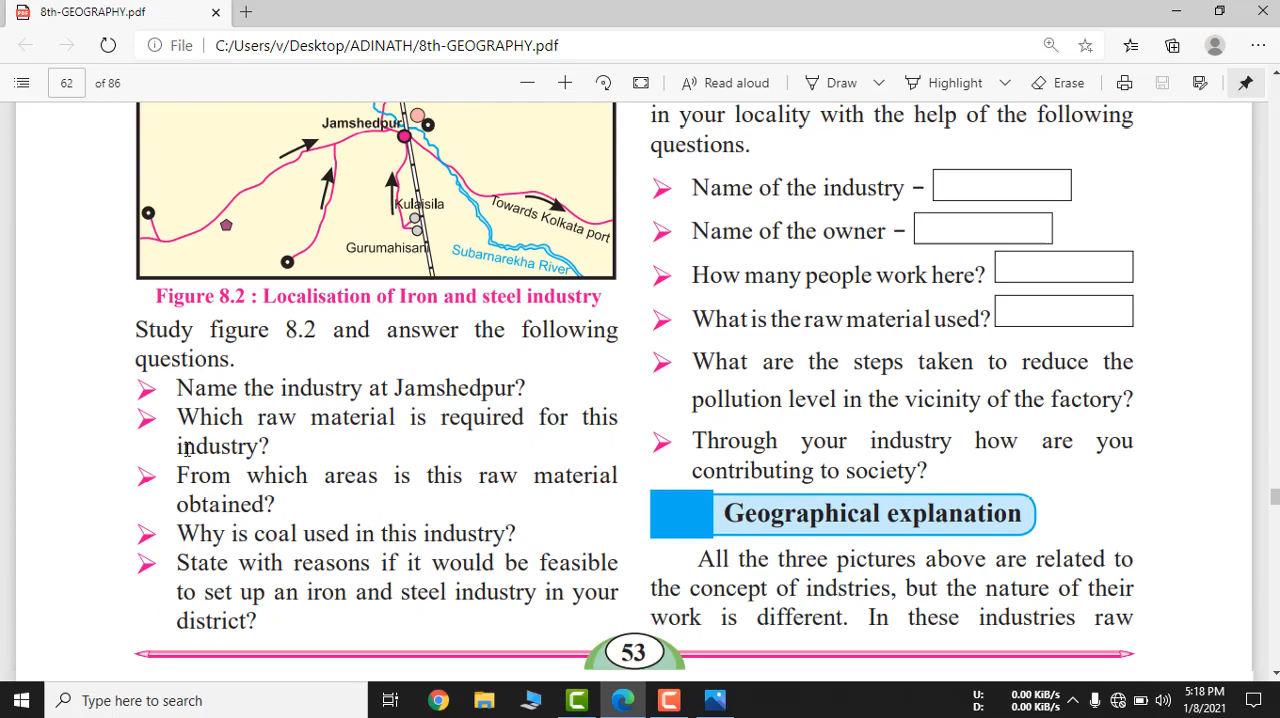 8th-GEOGRAPHY.pdf
File
C:/Users/v/Desktop/ADINATH/8th-GEOGRAPHY.pdf
62
of 86
Read aloud
Draw
Highlight
Erase
Jamshedpur
Kulaisila
Gurumahisani
Towards Kolkata port
Subarnarekha River
Figure 8.2 : Localisation of Iron and steel industry
Study figure 8.2 and answer the following
questions.
Name the industry at Jamshedpur?
Which raw material is required for this
industry?
From which areas is this raw material
obtained?
Why is coal used in this industry?
State with reasons if it would be feasible
to set up an iron and steel industry in your
district?
in your locality with the help of the following
questions.
Name of the industry –
Name of the owner –
How many people work here?
What is the raw material used?
What are the steps taken to reduce the
pollution level in the vicinity of the factory?
Through your industry how are you
contributing to society?
Geographical explanation
All the three pictures above are related to
the concept of indstries, but the nature of their
work is different. In these industries raw
53
Type here to search
U: 0.00 KiB/s
D: 0.00 KiB/s
5:18 PM
1/8/2021